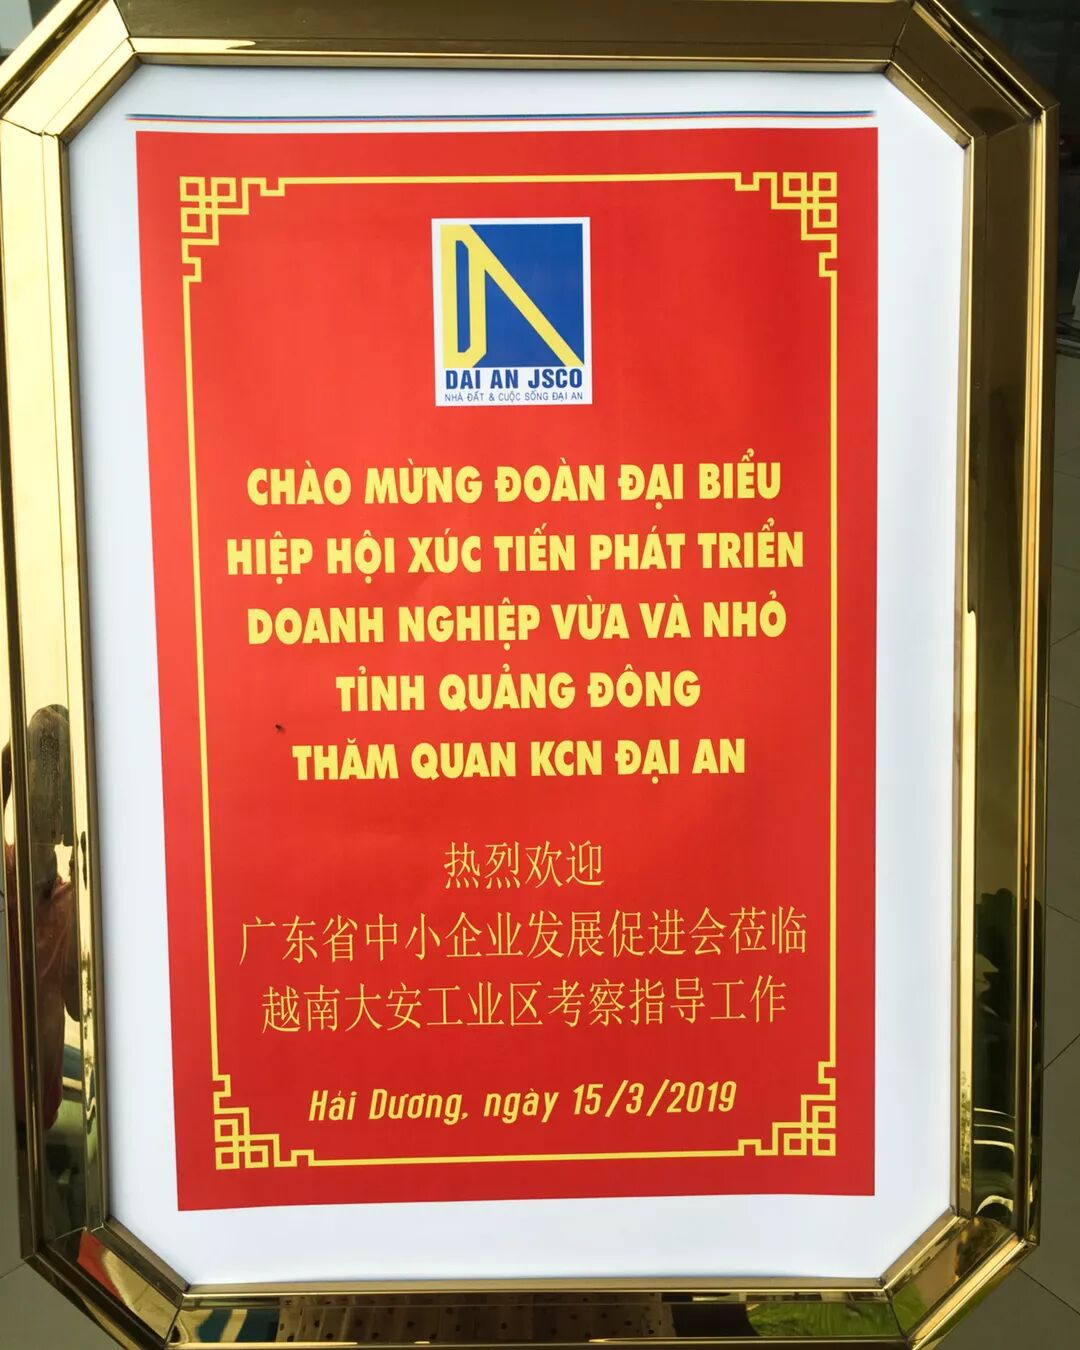 DAI AN JSCO
NHÀ ĐẤT & CUỘC SỐNG ĐẠI AN
CHÀO MỪNG ĐOÀN ĐẠI BIỂU
HIỆP HỘI XÚC TIẾN PHÁT TRIỂN
DOANH NGHIỆP VỪA VÀ NHỎ
TỈNH QUẢNG ĐÔNG
THĂM QUAN KCN ĐẠI AN
热烈欢迎
广东省中小企业发展促进会莅临
越南大安工业区考察指导工作
Hải Dương, ngày 15/3/2019